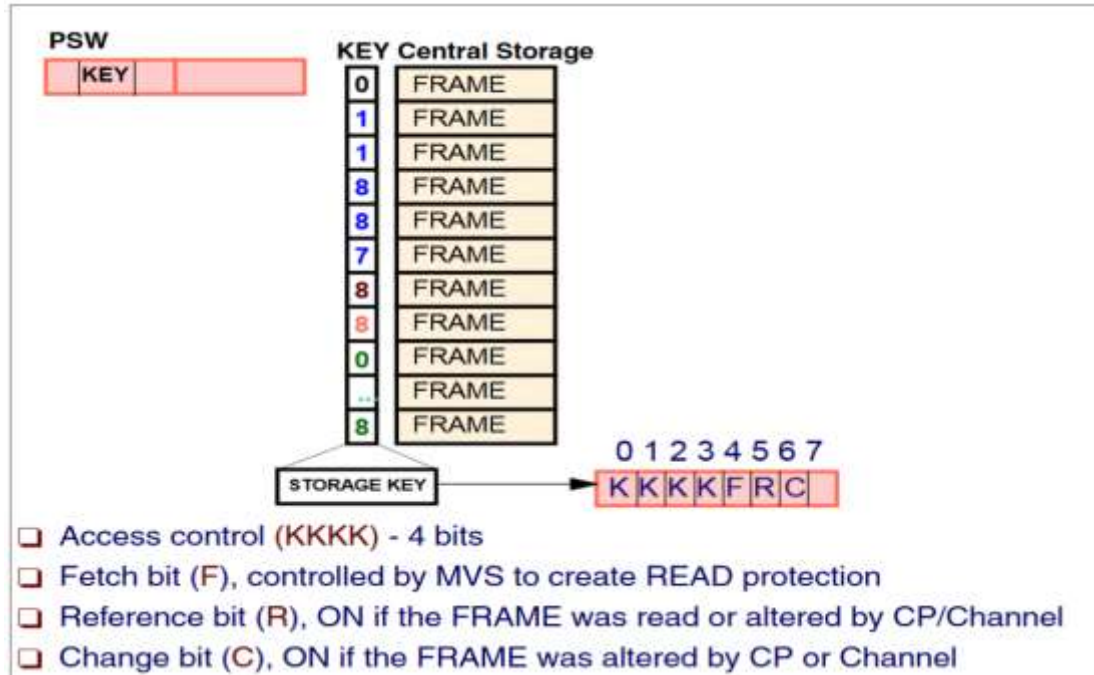 PSW
KEY
KEY Central Storage
0 FRAME
1 FRAME
1 FRAME
8 FRAME
8 FRAME
7 FRAME
8 FRAME
8 FRAME
0 FRAME
... FRAME
8 FRAME
0 1 2 3 4 5 6 7
STORAGE KEY
K K K K F R C
❑ Access control (KKKK) - 4 bits
❑ Fetch bit (F), controlled by MVS to create READ protection
❑ Reference bit (R), ON if the FRAME was read or altered by CP/Channel
❑ Change bit (C), ON if the FRAME was altered by CP or Channel